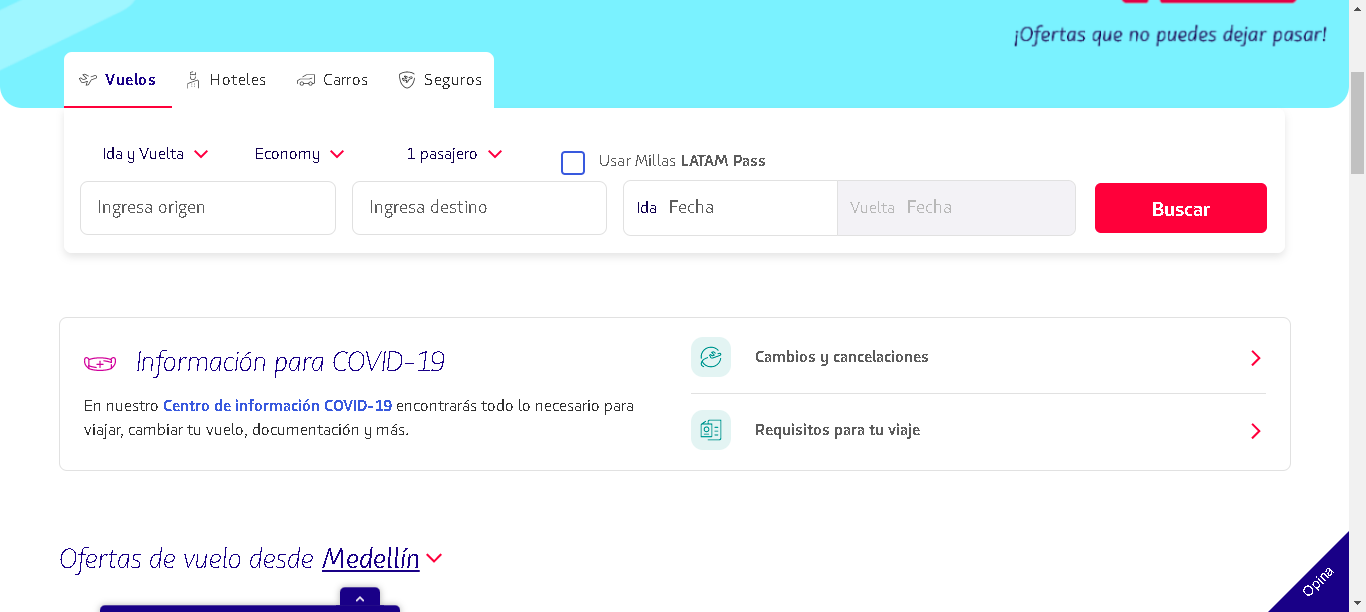 ¡Ofertas que no puedes dejar pasar!
Vuelos Hoteles Carros Seguros
Ida y Vuelta Economy 1 pasajero Usar Millas LATAM Pass
Ingresa origen Ingresa destino Ida Fecha Vuelta Fecha Buscar
Información para COVID-19
En nuestro Centro de información COVID-19 encontrarás todo lo necesario para
viajar, cambiar tu vuelo, documentación y más.
Cambios y cancelaciones
Requisitos para tu viaje
Ofertas de vuelo desde Medellín
Opina